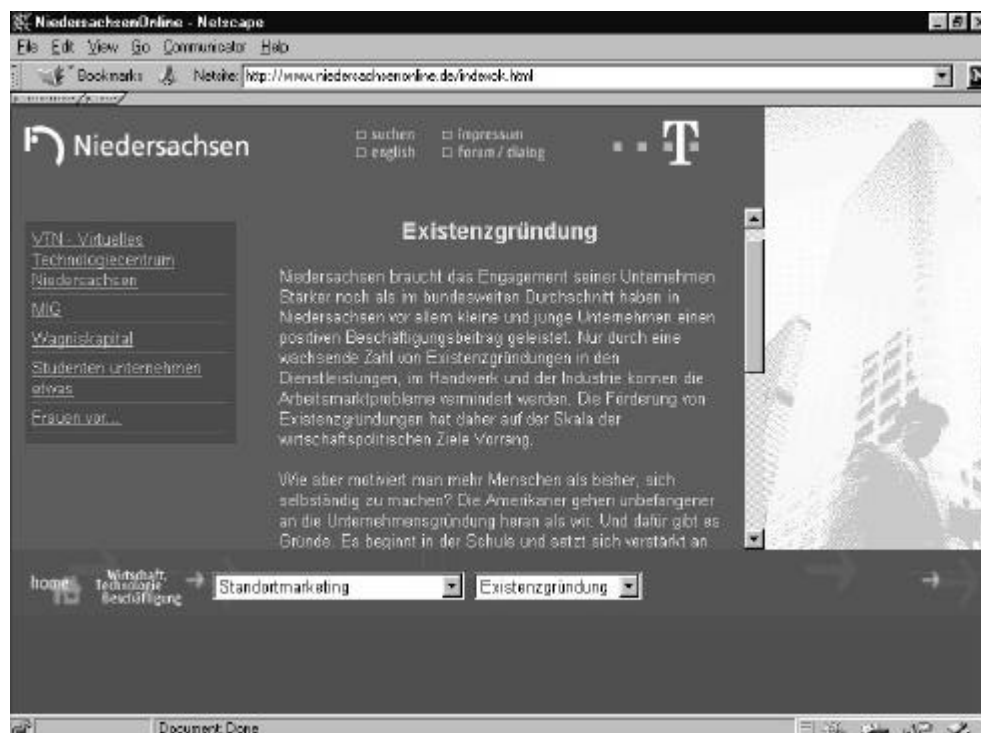 NiedersachsenOnline - Netscape
File Edit View Go Communicator Help
Bookmarks Netsite: http://www.niedersachsenonline.de/indexok.html
Niedersachsen
suchen impressum
english forum / dialog
T
VTN - Virtuelles
Technologiecentrum
Niedersachsen
MIG
Wagniskapital
Studenten unternehmen
etwas
Frauen vor...
Existenzgründung
Niedersachsen braucht das Engagement seiner Unternehmen
Stärker noch als im bundesweiten Durchschnitt haben in
Niedersachsen vor allem kleine und junge Unternehmen einen
positiven Beschäftigungsbeitrag geleistet. Nur durch eine
wachsende Zahl von Existenzgründungen in den
Dienstleistungen, im Handwerk und der Industrie können die
Arbeitsmarktprobleme vermindert werden. Die Förderung von
Existenzgründungen hat daher auf der Skala der
wirtschaftspolitischen Ziele Vorrang.
Wie aber motiviert man mehr Menschen als bisher, sich
selbständig zu machen? Die Amerikaner gehen unbefangener
an die Unternehmensgründung heran als wir. Und dafür gibt es
Gründe. Es beginnt in der Schule und setzt sich verstärkt an
home
Wirtschaft,
Technologie
Beschäftigung
Standortmarketing
Existenzgründung
Document: Done